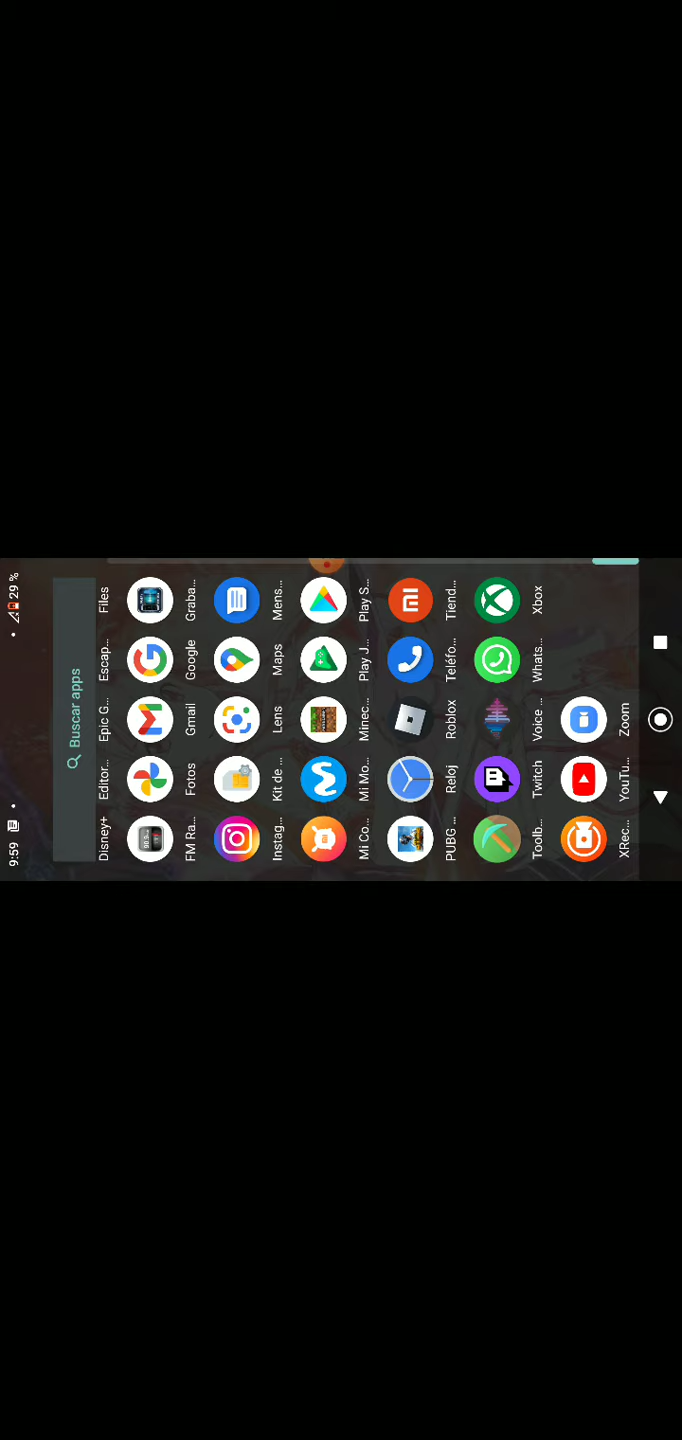 9:59
29 %
Buscar apps
Disney+ Editor... Epic G... Escap... Files
FM Ra... Fotos Gmail Google Graba...
Instag... Kit de ... Lens Maps Mens...
Mi Co... Mi Mo... Minec... Play J... Play S...
PUBG ... Reloj Roblox Teléfo... Tiend...
Toolb... Twitch Voice ... Whats... Xbox
XRec... YouTu... Zoom